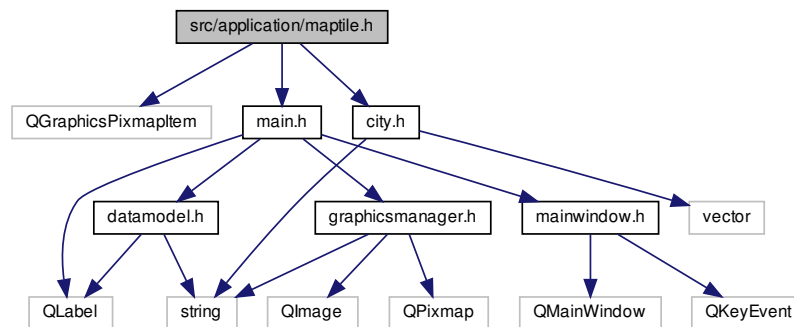 src/application/maptile.h
QGraphicsPixmapItem
main.h
city.h
datamodel.h
graphicsmanager.h
mainwindow.h
vector
QLabel
string
QImage
QPixmap
QMainWindow
QKeyEvent